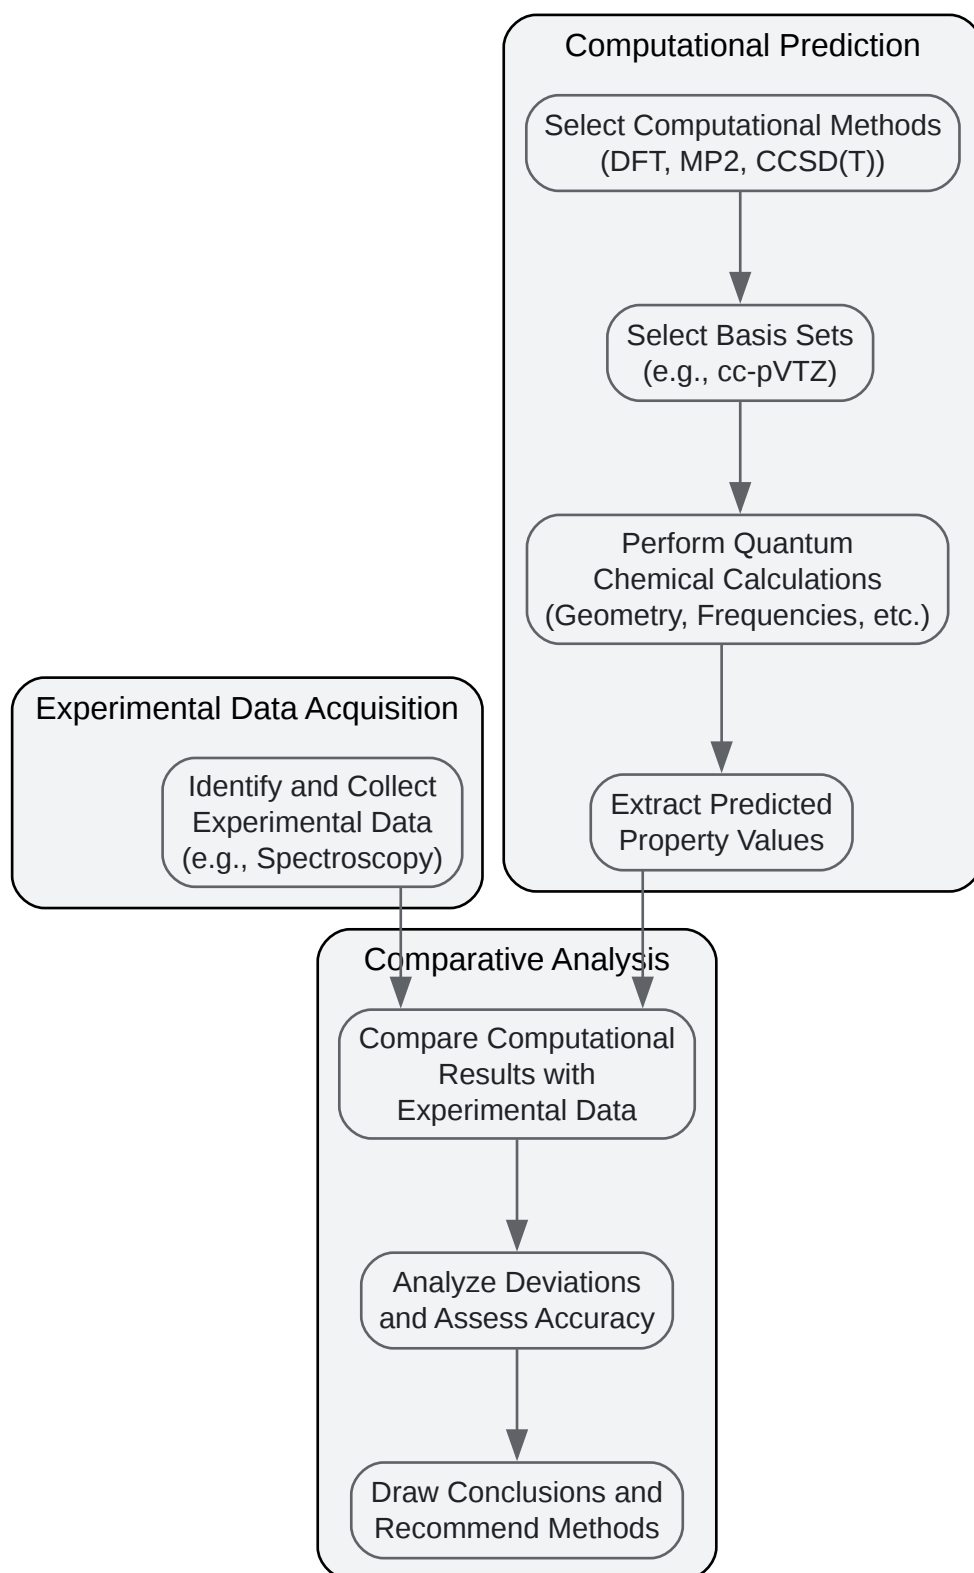 Computational Prediction
Select Computational Methods
(DFT, MP2, CCSD(T))
Select Basis Sets
(e.g., cc-pVTZ)
Perform Quantum
Chemical Calculations
(Geometry, Frequencies, etc.)
Extract Predicted
Property Values
Experimental Data Acquisition
Identify and Collect
Experimental Data
(e.g., Spectroscopy)
Comparative Analysis
Compare Computational
Results with
Experimental Data
Analyze Deviations
and Assess Accuracy
Draw Conclusions and
Recommend Methods